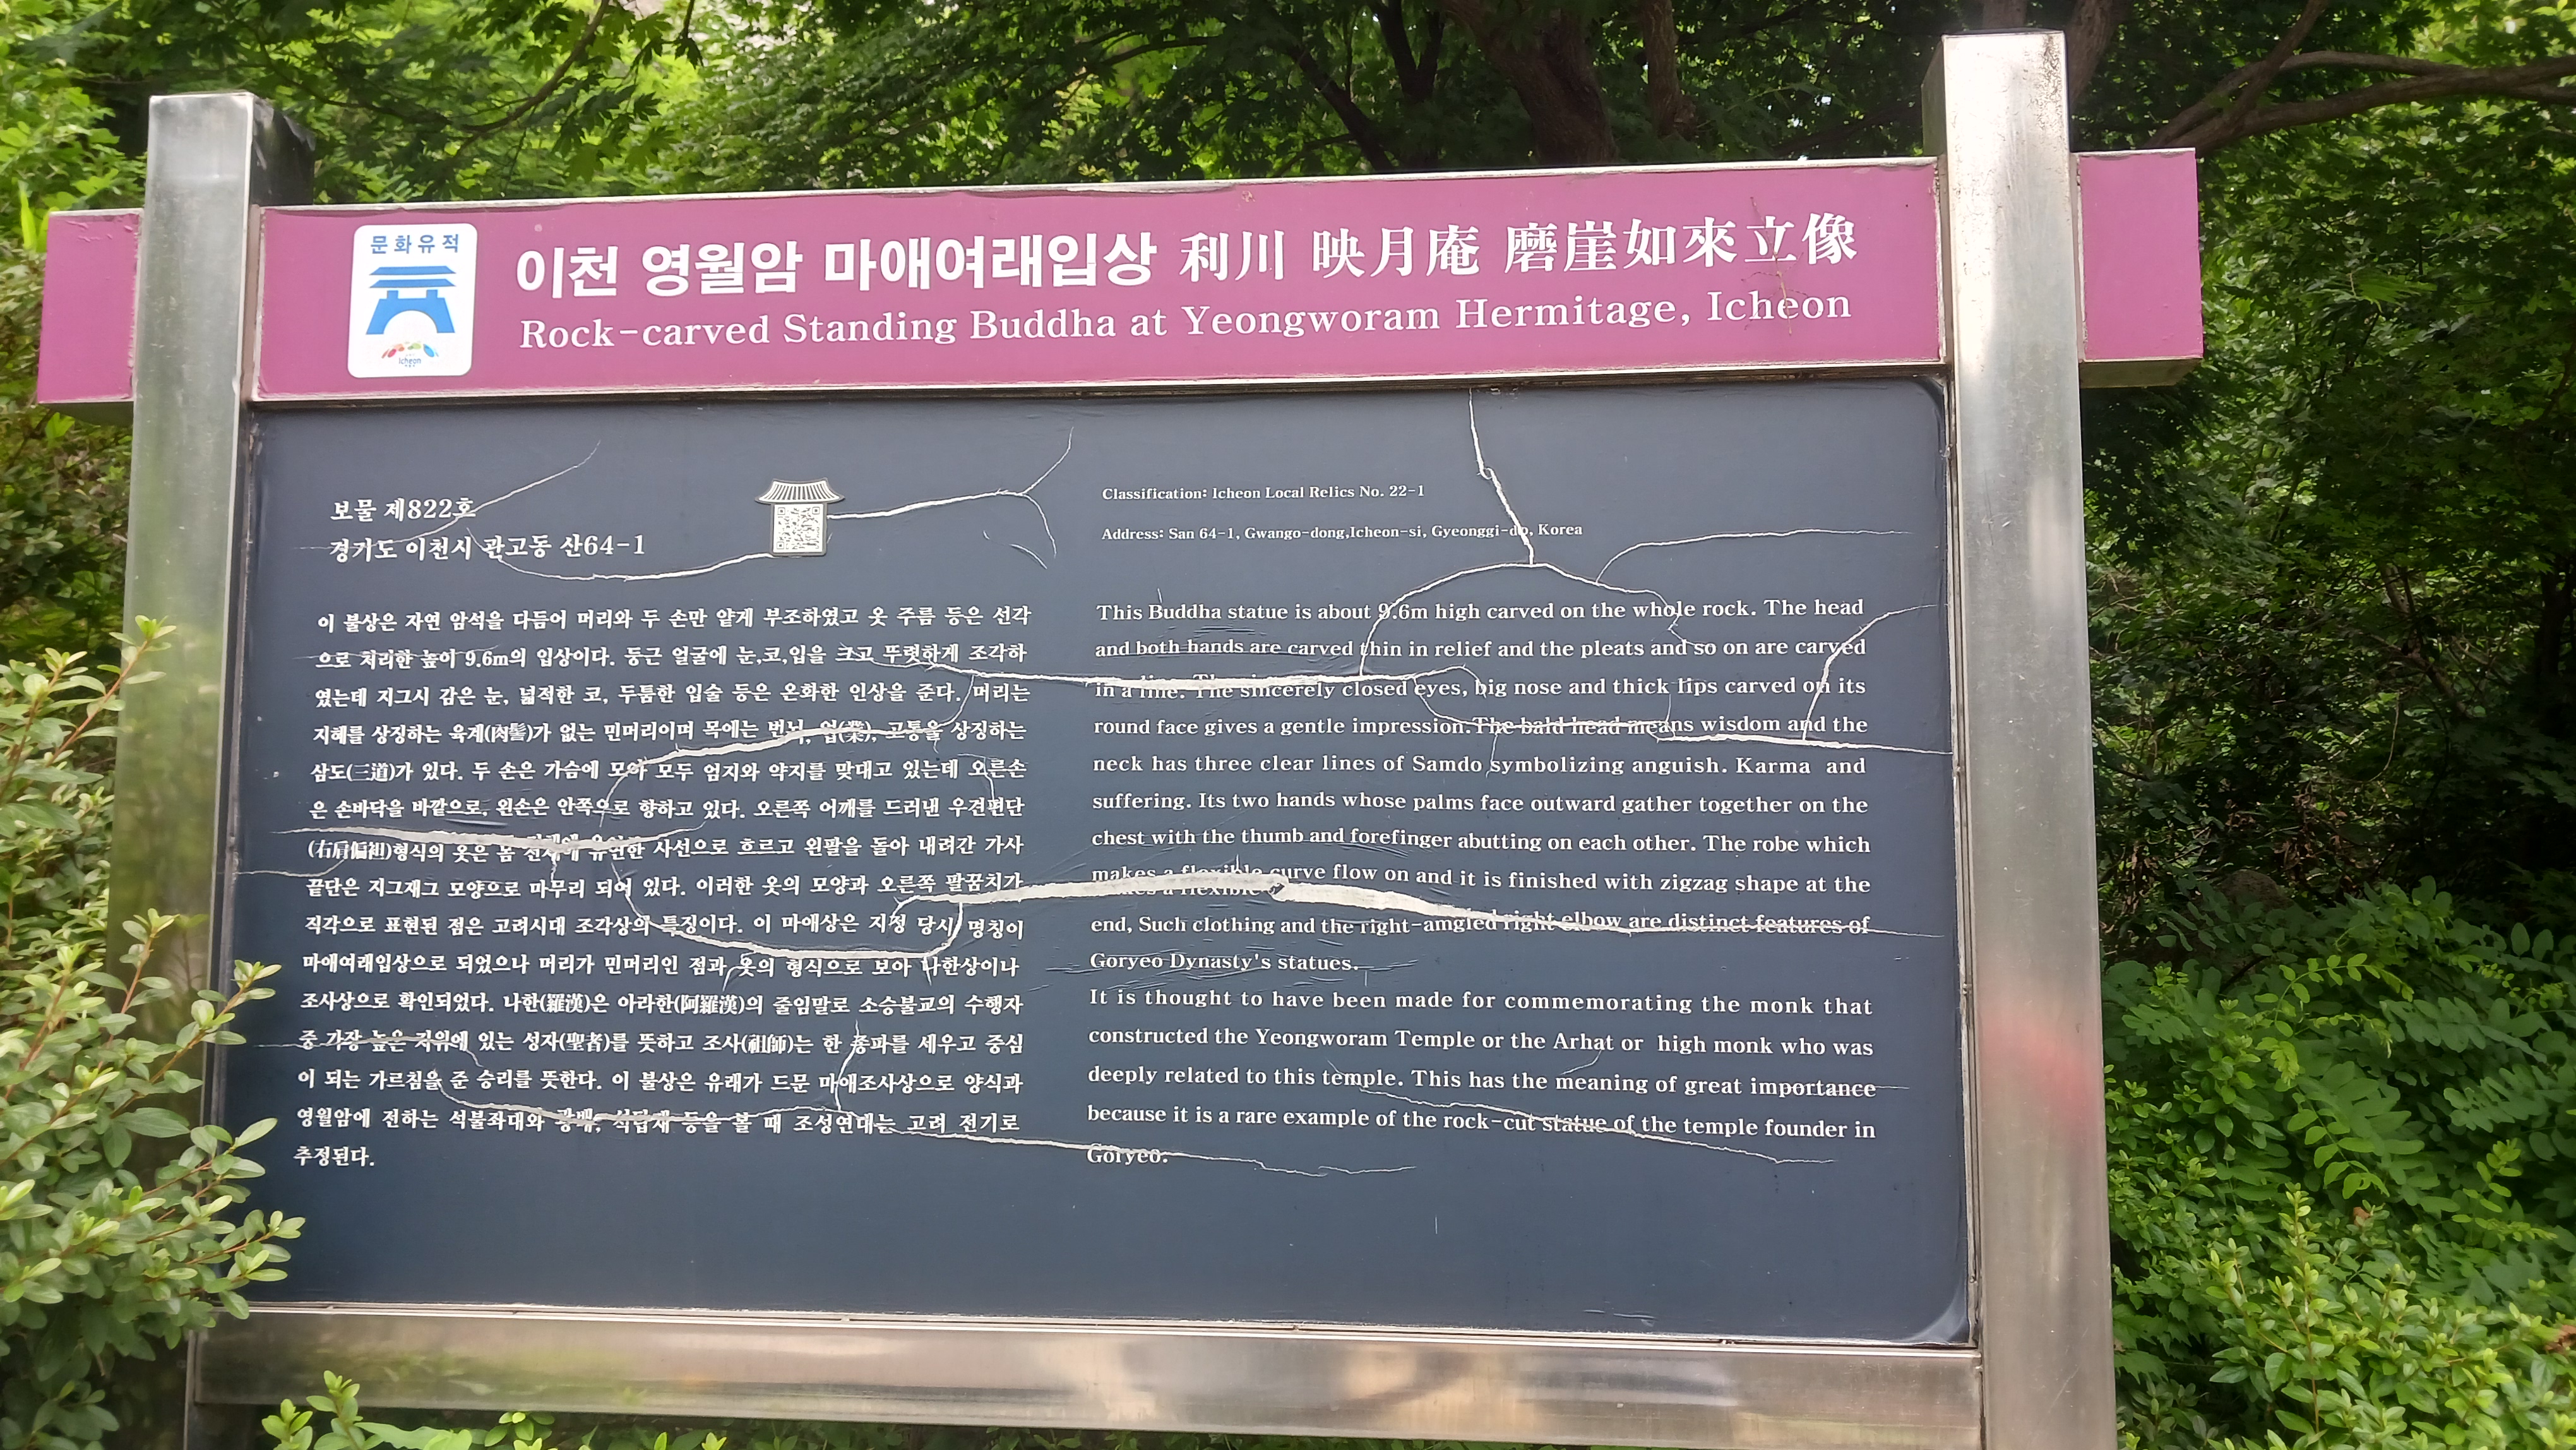 문화유적
icheon
이천 영월암 마애여래입상 利川 映月庵 磨崖如來立像
Rock-carved Standing Buddha at Yeongworam Hermitage, Icheon
보물 제822호
경기도 이천시 관고동 산64-1
이 불상은 자연 암석을 다듬어 머리와 두 손만 얕게 부조하였고 옷 주름 등은 선각
으로 처리한 높이 9.6m의 입상이다. 둥근 얼굴에 눈,코,입을 크고 뚜렷하게 조각하
였는데 지그시 감은 눈, 넓적한 코, 두툼한 입술 등은 온화한 인상을 준다. 머리는
지혜를 상징하는 육계(肉髻)가 없는 민머리이며 목에는 번뇌, 업(業), 고통을 상징하는
삼도(三道)가 있다. 두 손은 가슴에 모아 모두 엄지와 약지를 맞대고 있는데 오른손
은 손바닥을 바깥으로, 왼손은 안쪽으로 향하고 있다. 오른쪽 어깨를 드러낸 우견편단
(右肩偏袒)형식의 옷은 몸 전체에 유연한 사선으로 흐르고 왼팔을 돌아 내려간 가사
끝단은 지그재그 모양으로 마무리 되어 있다. 이러한 옷의 모양과 오른쪽 팔꿈치가
직각으로 표현된 점은 고려시대 조각상의 특징이다. 이 마애상은 지정 당시 명칭이
마애여래입상으로 되었으나 머리가 민머리인 점과 옷의 형식으로 보아 나한상이나
조사상으로 확인되었다. 나한(羅漢)은 아라한(阿羅漢)의 줄임말로 소승불교의 수행자
중 가장 높은 지위에 있는 성자(聖者)를 뜻하고 조사(祖師)는 한 종파를 세우고 중심
이 되는 가르침을 준 승리를 뜻한다. 이 불상은 유래가 드문 마애조사상으로 양식과
영월암에 전하는 석불좌대와 광배, 석탑재 등을 볼 때 조성연대는 고려 전기로
추정된다.
Classification: Icheon Local Relics No. 22-1
Address: San 64-1, Gwango-dong,Icheon-si, Gyeonggi-do, Korea
This Buddha statue is about 9.6m high carved on the whole rock. The head
and both hands are carved thin in relief and the pleats and so on are carved
in a line. The sincerely closed eyes, big nose and thick lips carved on its
round face gives a gentle impression. The bald head means wisdom and the
neck has three clear lines of Samdo symbolizing anguish. Karma and
suffering. Its two hands whose palms face outward gather together on the
chest with the thumb and forefinger abutting on each other. The robe which
makes a flexible curve flow on and it is finished with zigzag shape at the
end, Such clothing and the right-amgled right elbow are distinct features of
Goryeo Dynasty's statues.
It is thought to have been made for commemorating the monk that
constructed the Yeongworam Temple or the Arhat or high monk who was
deeply related to this temple. This has the meaning of great importance
because it is a rare example of the rock-cut statue of the temple founder in
Goryeo.